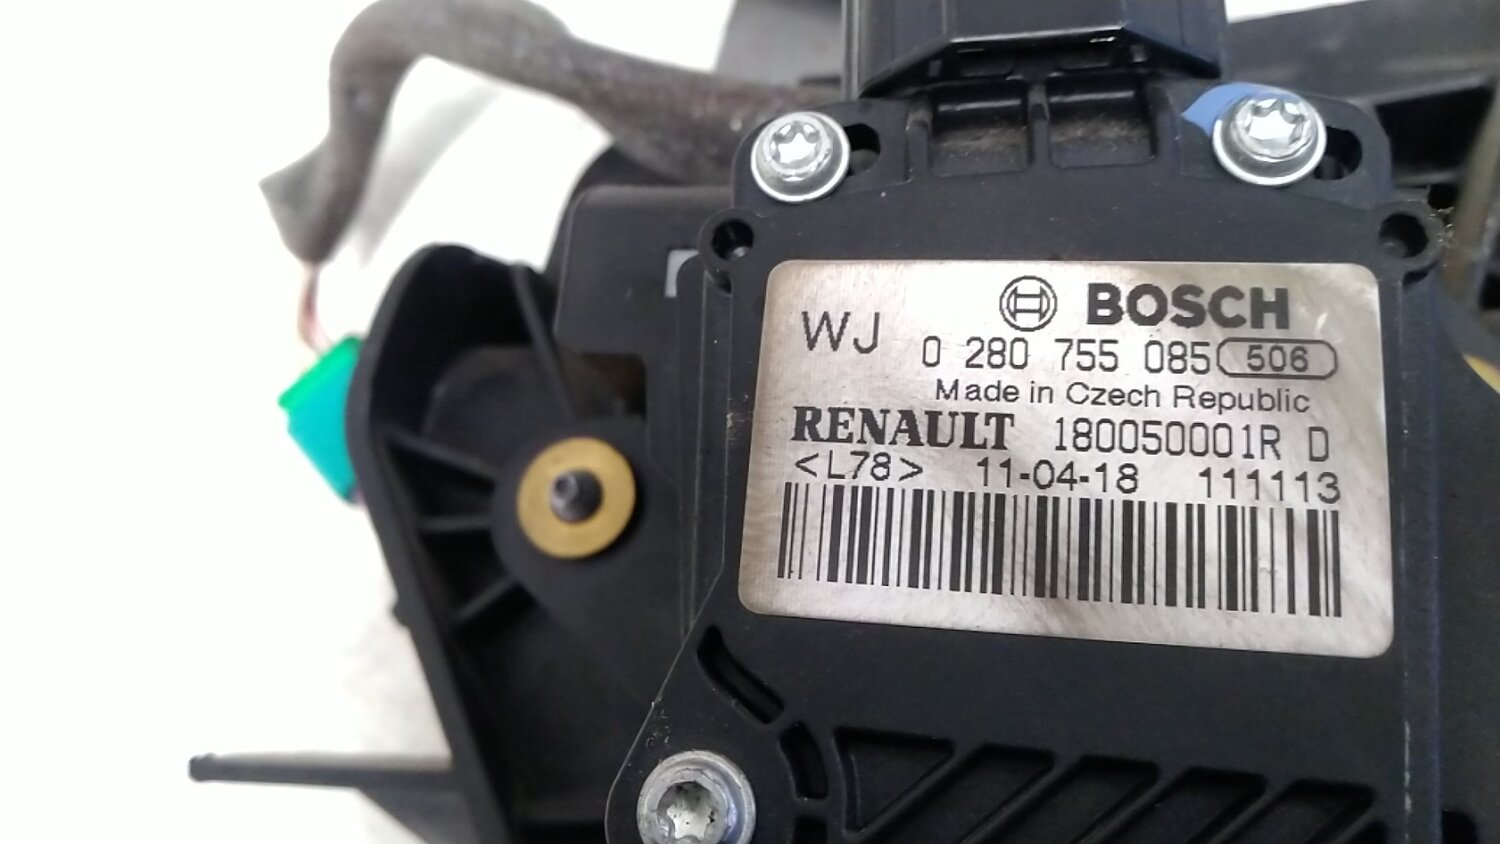 BOSCH
WJ 0 280 755 085 506
Made in Czech Republic
RENAULT 180050001R D
<L78> 11-04-18 111113